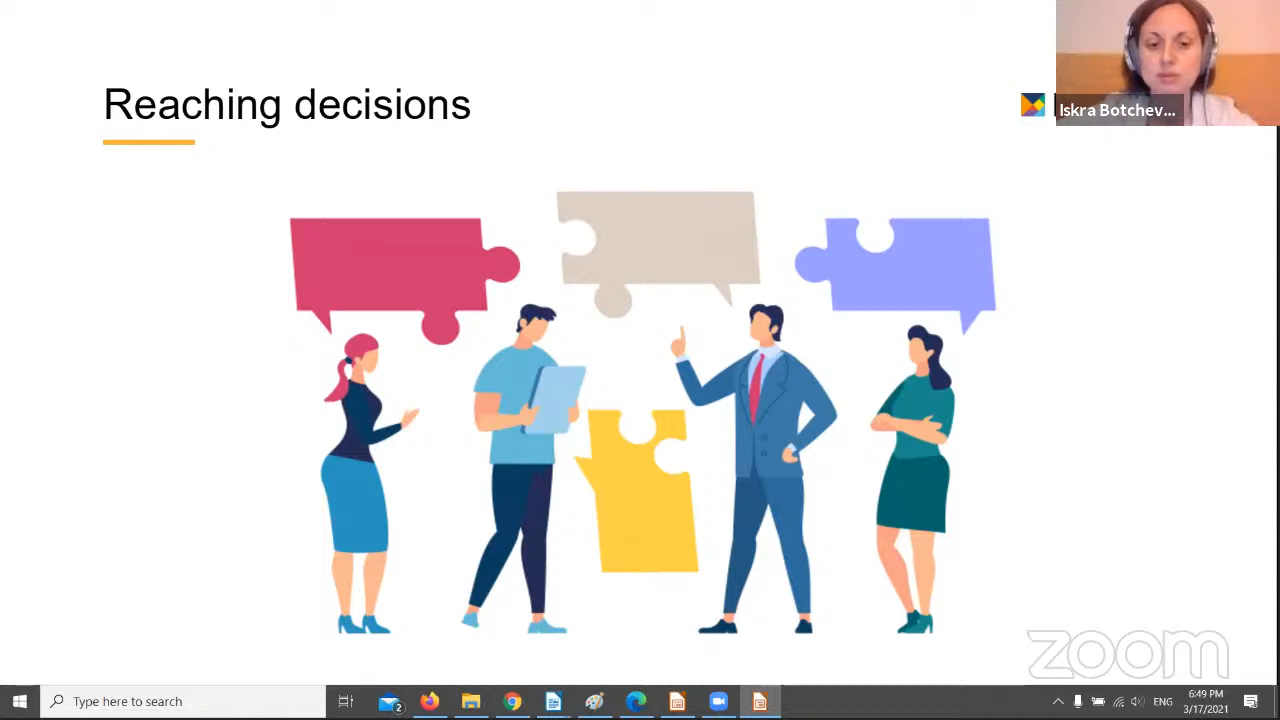 Reaching decisions
Iskra Botchev...
zoom
Type here to search
2
ENG
6:49 PM
3/17/2021